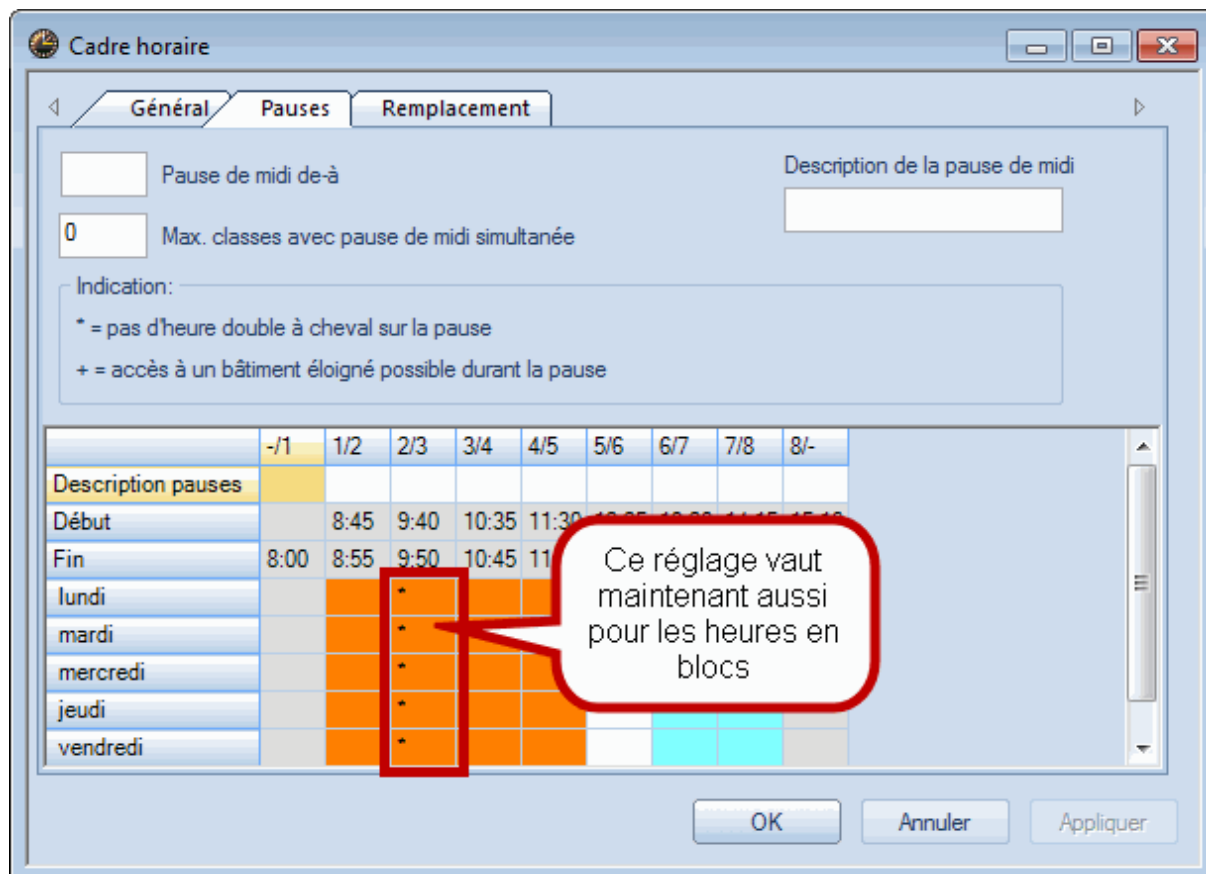 Cadre horaire
Général Pauses Remplacement
Pause de midi de-à
Description de la pause de midi
0 Max. classes avec pause de midi simultanée
Indication:
* = pas d'heure double à cheval sur la pause
+ = accès à un bâtiment éloigné possible durant la pause
-/1 1/2 2/3 3/4 4/5 5/6 6/7 7/8 8/-
Description pauses
Début 8:45 9:40 10:35 11:30
Fin 8:00 8:55 9:50 10:45
lundi *
mardi *
mercredi *
jeudi *
vendredi *
Ce réglage vaut
maintenant aussi
pour les heures en
blocs
OK Annuler Appliquer